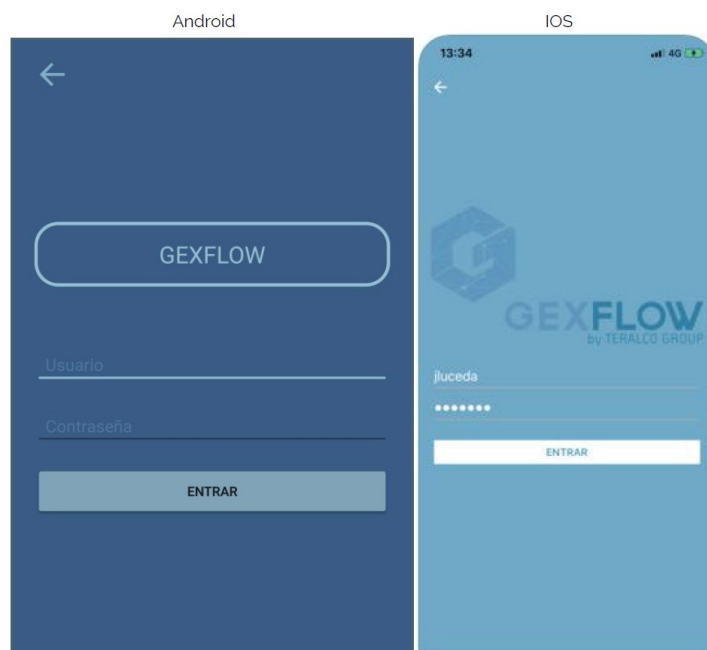 Android
GEXFLOW
Usuario
Contraseña
ENTRAR
IOS
13:34
4G
GEXFLOW
by TERALCO GROUP
jluceda
•••••••
ENTRAR